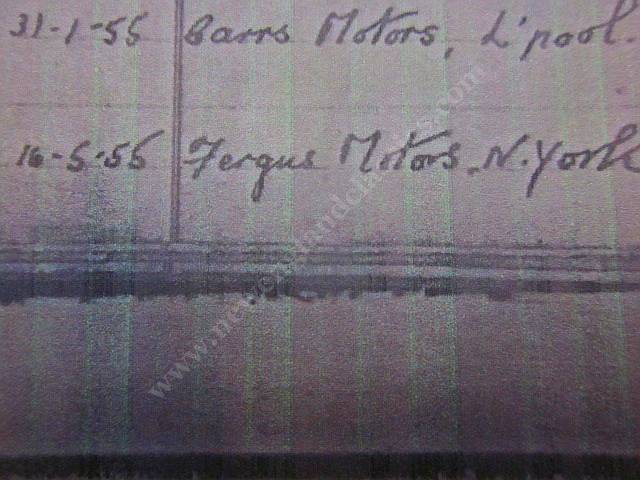 31-1-55 Barrs Motors, L'pool.
16-5-55 Fergus Motors, N. York